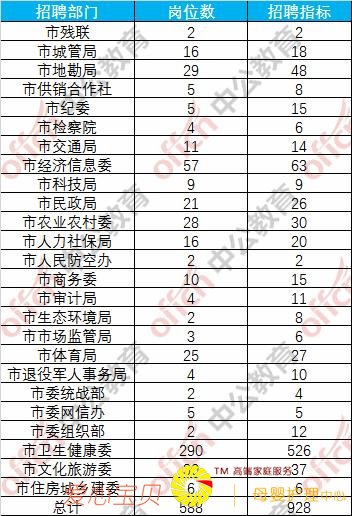 招聘部门 岗位数 招聘指标
市残联 2 2
市城管局 16 18
市地勘局 29 48
市供销合作社 5 8
市纪委 5 15
市检察院 4 6
市交通局 11 14
市经济信息委 57 63
市科技局 9 9
市民政局 21 26
市农业农村委 28 30
市人力社保局 16 20
市人民防空办 2 2
市商务委 10 15
市审计局 4 11
市生态环境局 2 8
市市场监管局 3 6
市体育局 25 27
市退役军人事务局 4 10
市委统战部 2 4
市委网信办 5 5
市委组织部 2 12
市卫生健康委 290 526
市文化旅游委 37
市住房城乡建委 6 6
总计 588 928
offcn 中公教育
TM 高端家庭服务
爱心宝贝 母婴护理中心